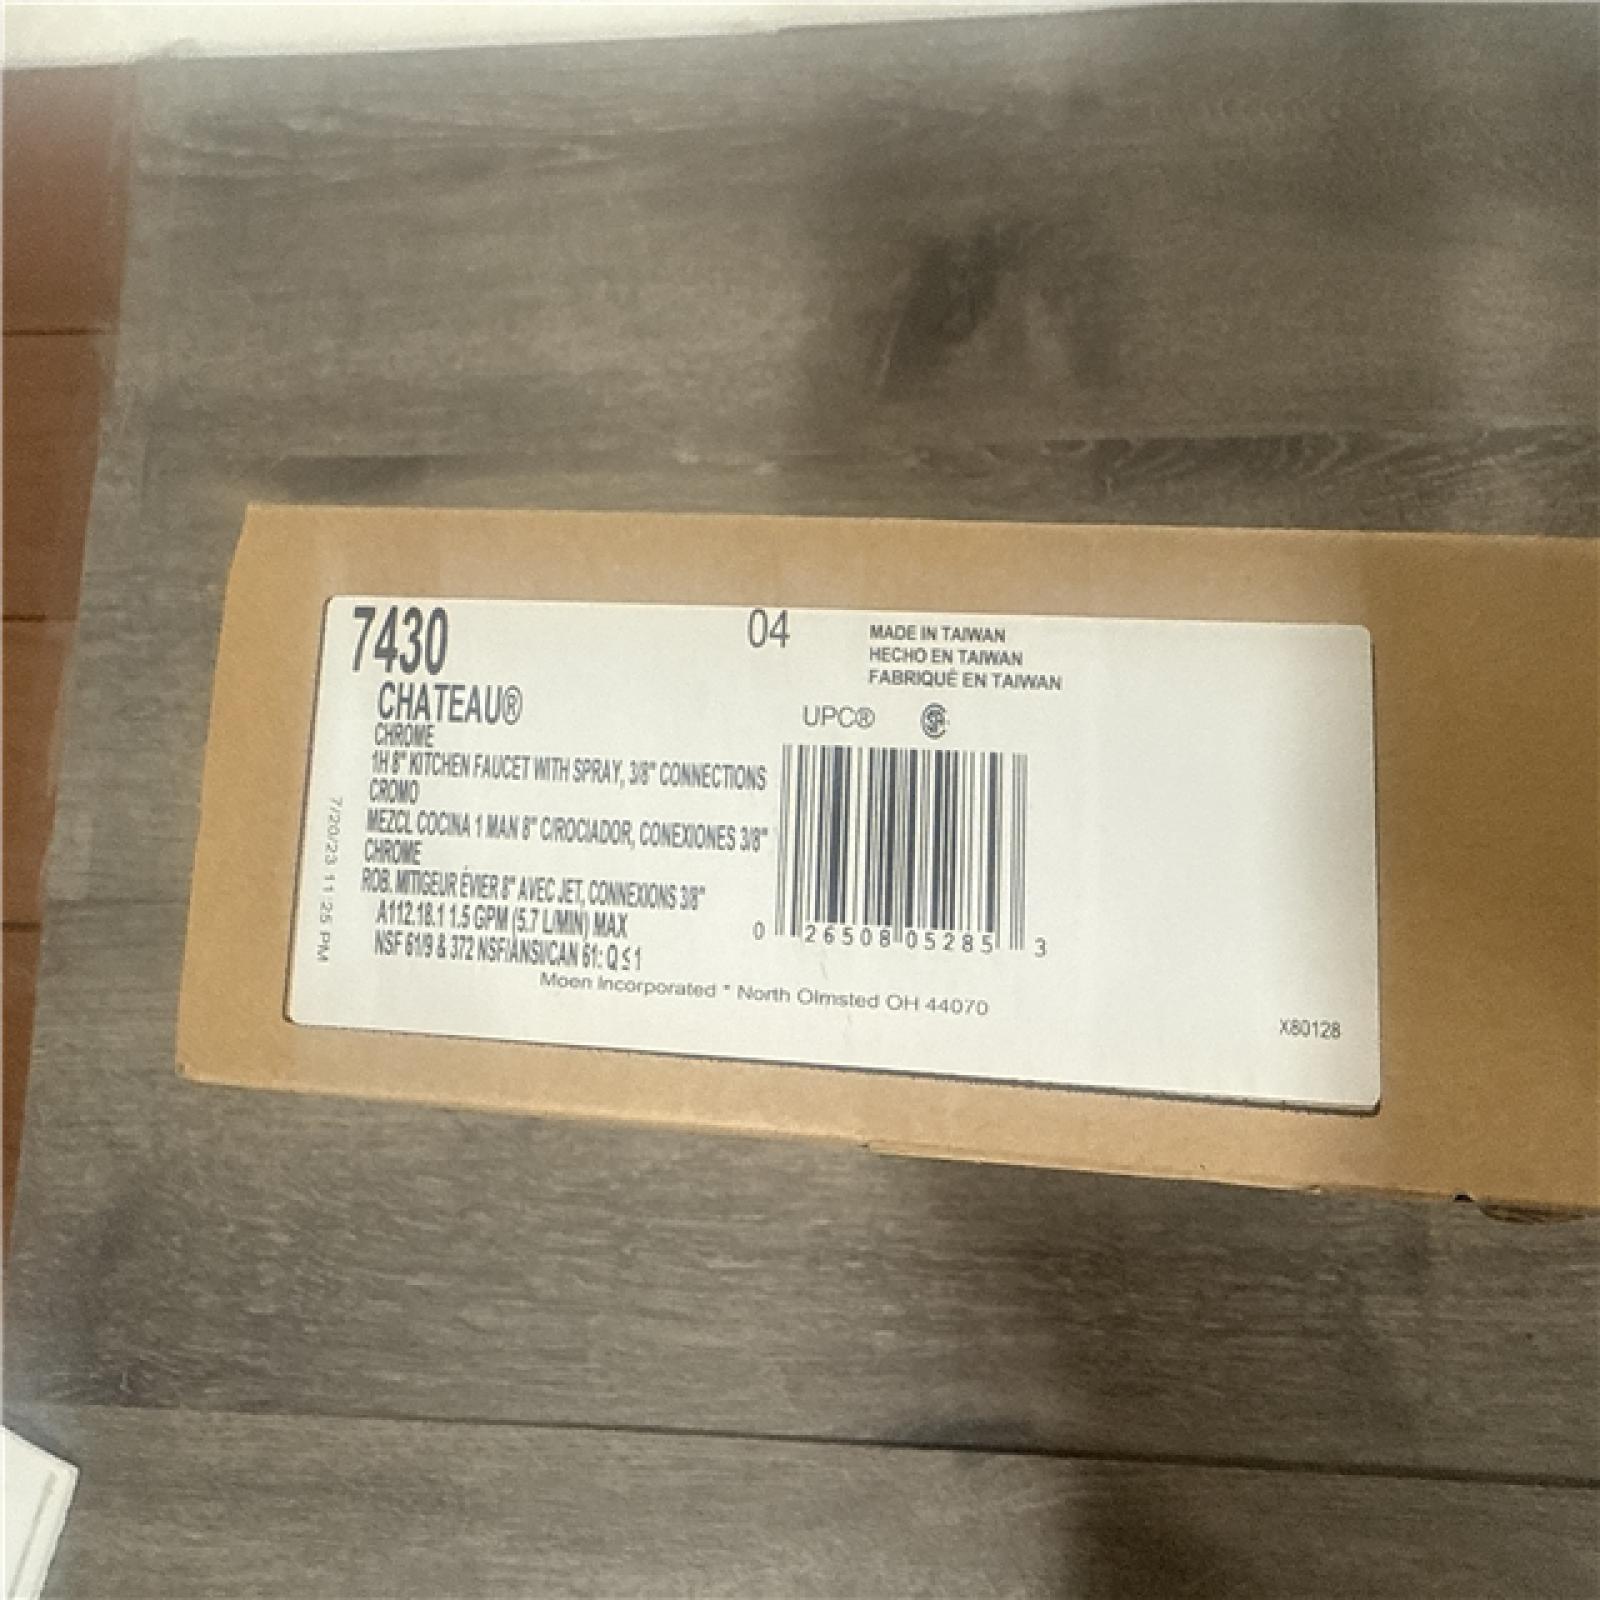 7430
04
MADE IN TAIWAN
HECHO EN TAIWAN
FABRIQUÉ EN TAIWAN
CHATEAU®
UPC®
CHROME
1H 8" KITCHEN FAUCET WITH SPRAY, 3/8" CONNECTIONS
CROMO
MEZCL COCINA 1 MAN 8" C/ROCIADOR, CONEXIONES 3/8"
CHROME
ROB. MITIGEUR ÉVIER 8" AVEC JET, CONNEXIONS 3/8"
A112.18.1 1.5 GPM (5.7 L/MIN) MAX
NSF 61/9 & 372 NSF/ANSI/CAN 61: Q ≤ 1
0 26508 05285 3
Moen Incorporated * North Olmsted OH 44070
X80128
7/20/23 11:25 PM